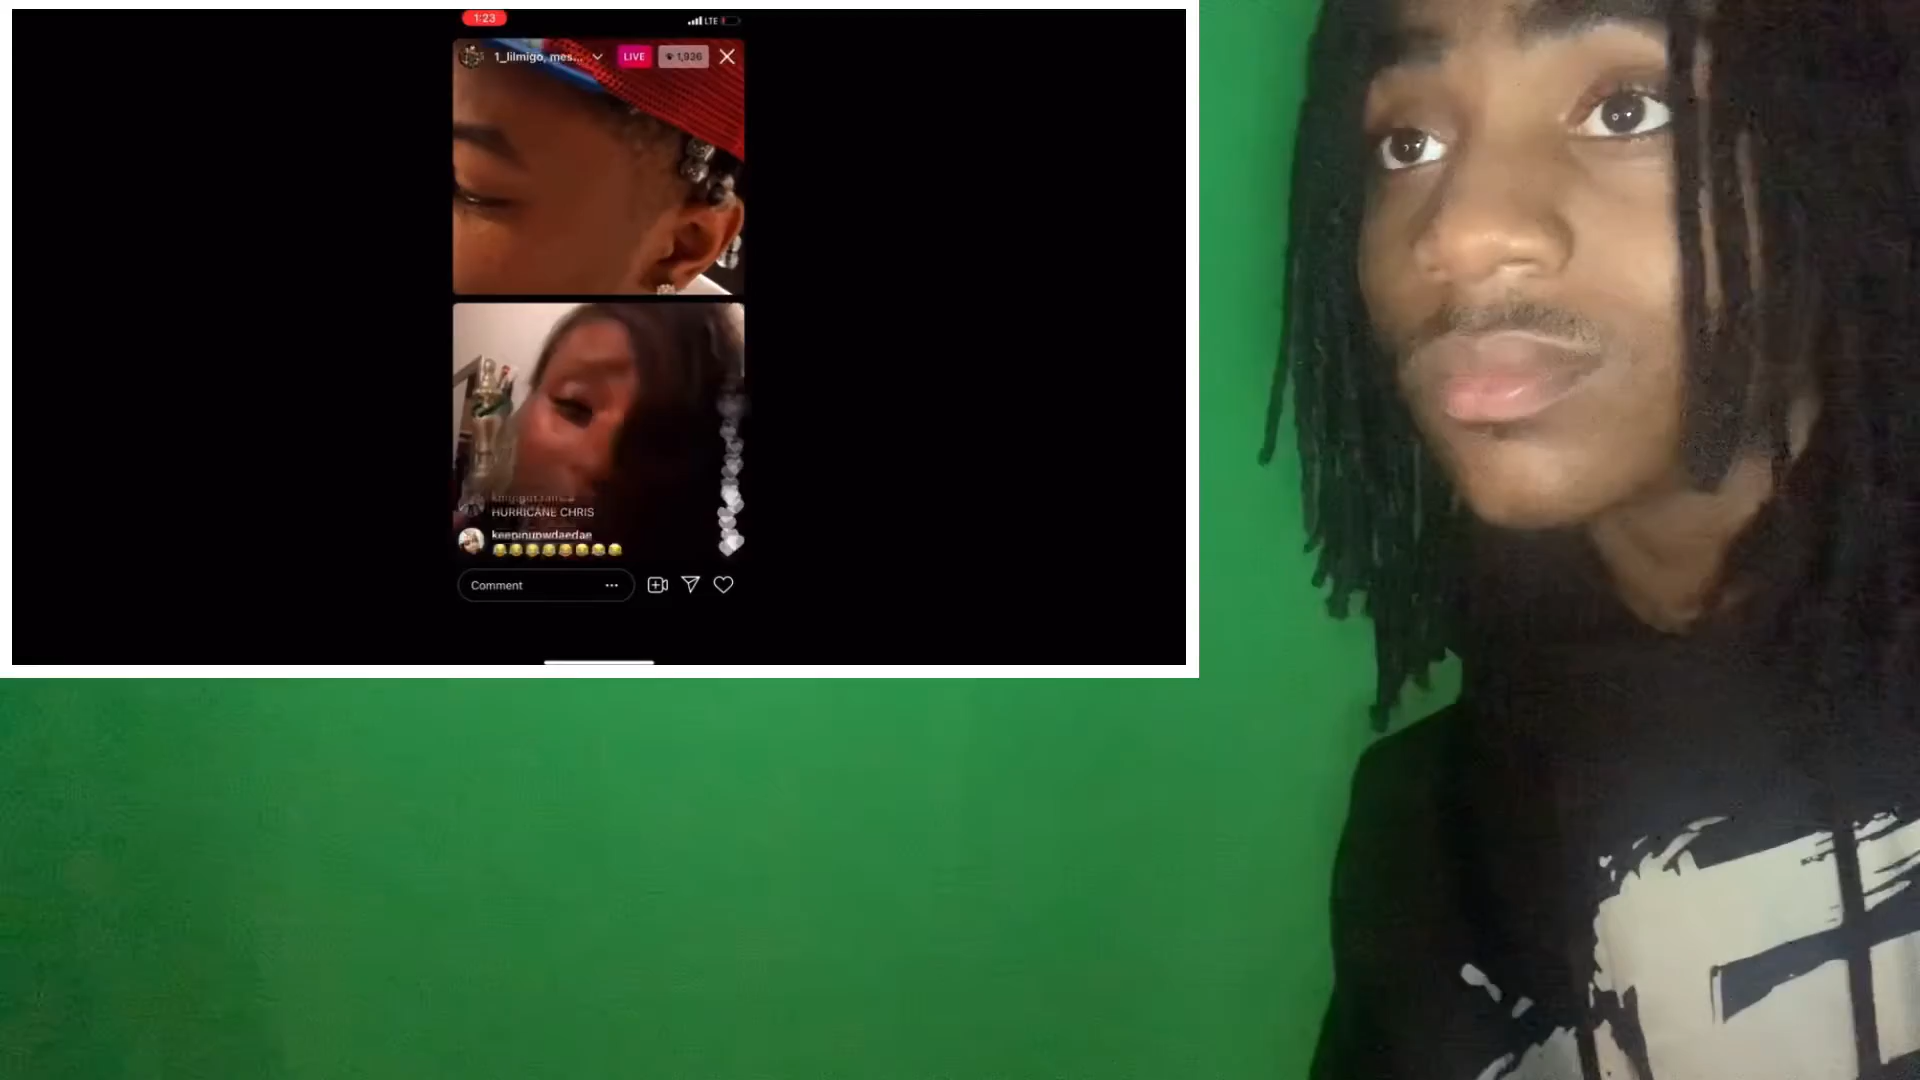 1:23
LTE
1_lilmigo, mes...
LIVE
1,936
HURRICANE CHRIS
keepinupwdaedae
😂😂😂😂😂😂😂😂
Comment